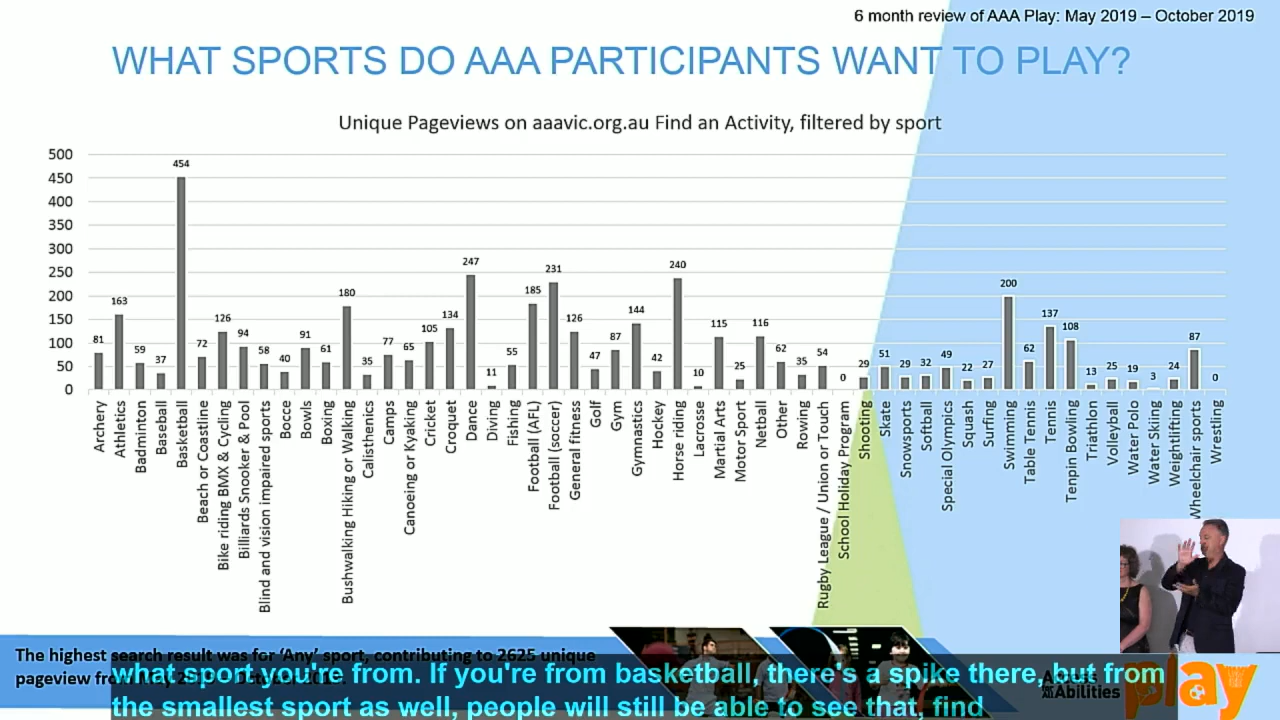 6 month review of AAA Play: May 2019 – October 2019
WHAT SPORTS DO AAA PARTICIPANTS WANT TO PLAY?
Unique Pageviews on aaavic.org.au Find an Activity, filtered by sport
500
450
400
350
300
250
200
150
100
50
0
81
163
59
37
454
72
126
94
58
40
91
61
180
35
77
65
105
134
247
11
55
185
231
126
47
87
144
42
240
10
115
25
116
62
35
54
0
29
51
29
32
49
22
27
200
62
137
108
13
25
19
3
24
87
0
Archery
Athletics
Badminton
Baseball
Basketball
Beach or Coastline
Bike riding BMX & Cycling
Billiards Snooker & Pool
Blind and vision impaired sports
Bocce
Bowls
Boxing
Bushwalking Hiking or Walking
Calisthenics
Camps
Canoeing or Kyaking
Cricket
Croquet
Dance
Diving
Fishing
Football (AFL)
Football (soccer)
General fitness
Golf
Gym
Gymnastics
Hockey
Horse riding
Lacrosse
Martial Arts
Motor Sport
Netball
Other
Rowing
Rugby League / Union or Touch
School Holiday Program
Shooting
Skate
Snowsports
Softball
Special Olympics
Squash
Surfing
Swimming
Table Tennis
Tennis
Tenpin Bowling
Triathlon
Volleyball
Water Polo
Water Skiing
Weightlifting
Wheelchair sports
Wrestling
The highest search result was for 'Any' sport, contributing to 2625 unique
pageview
what sport you're from. If you're from basketball, there's a spike there, but from
the smallest sport as well, people will still be able to see that, find
Access
Abilities
play